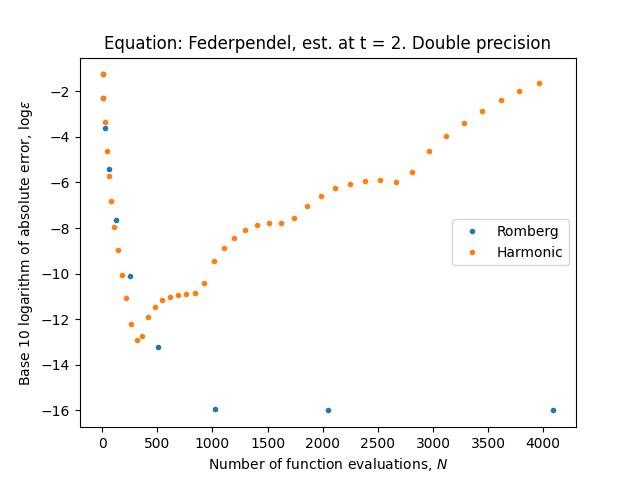 Equation: Federpendel, est. at t = 2. Double precision
Base 10 logarithm of absolute error, logε
−2
−4
−6
−8
−10
−12
−14
−16
Romberg
Harmonic
0 500 1000 1500 2000 2500 3000 3500 4000
Number of function evaluations, N